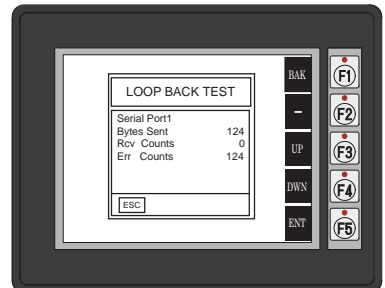 LOOP BACK TEST
Serial Port1
Bytes Sent 124
Rcv Counts 0
Err Counts 124
ESC
BAK
–
UP
DWN
ENT
F1
F2
F3
F4
F5